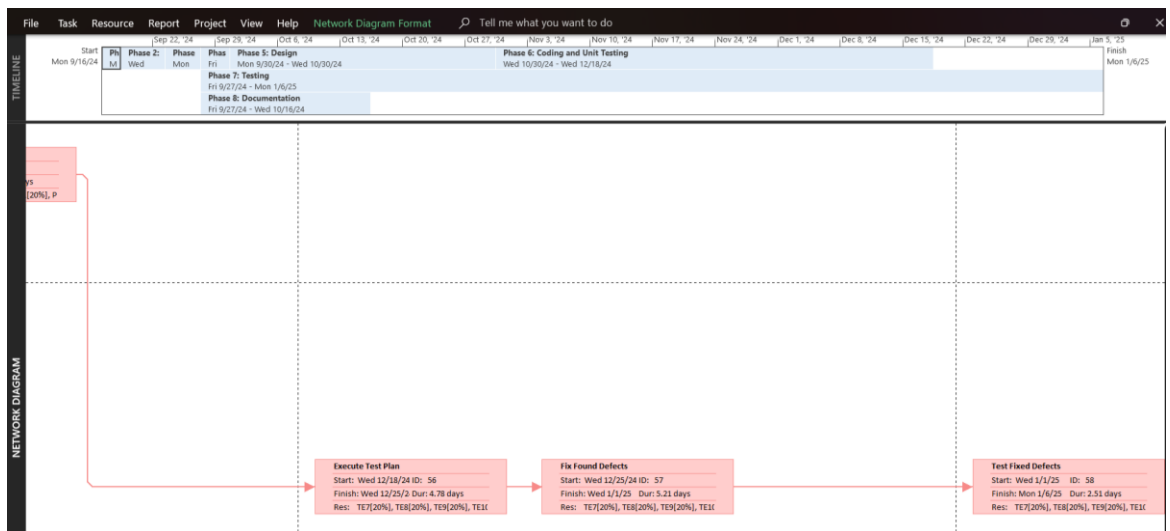 File Task Resource Report Project View Help Network Diagram Format Tell me what you want to do
Sep 22, '24 Sep 29, '24 Oct 6, '24 Oct 13, '24 Oct 20, '24 Oct 27, '24 Nov 3, '24 Nov 10, '24 Nov 17, '24 Nov 24, '24 Dec 1, '24 Dec 8, '24 Dec 15, '24 Dec 22, '24 Dec 29, '24 Jan 5, '25
TIMELINE
Start
Mon 9/16/24
Ph
M
Phase 2:
Wed
Phase
Mon
Phas
Fri
Phase 5: Design
Mon 9/30/24 - Wed 10/30/24
Phase 6: Coding and Unit Testing
Wed 10/30/24 - Wed 12/18/24
Finish
Mon 1/6/25
Phase 7: Testing
Fri 9/27/24 - Mon 1/6/25
Phase 8: Documentation
Fri 9/27/24 - Wed 10/16/24
NETWORK DIAGRAM
ys
[20%], P
Execute Test Plan
Start: Wed 12/18/24 ID: 56
Finish: Wed 12/25/2 Dur: 4.78 days
Res: TE7[20%], TE8[20%], TE9[20%], TE1(
Fix Found Defects
Start: Wed 12/25/24 ID: 57
Finish: Wed 1/1/25 Dur: 5.21 days
Res: TE7[20%], TE8[20%], TE9[20%], TE1(
Test Fixed Defects
Start: Wed 1/1/25 ID: 58
Finish: Mon 1/6/25 Dur: 2.51 days
Res: TE7[20%], TE8[20%], TE9[20%], TE1(